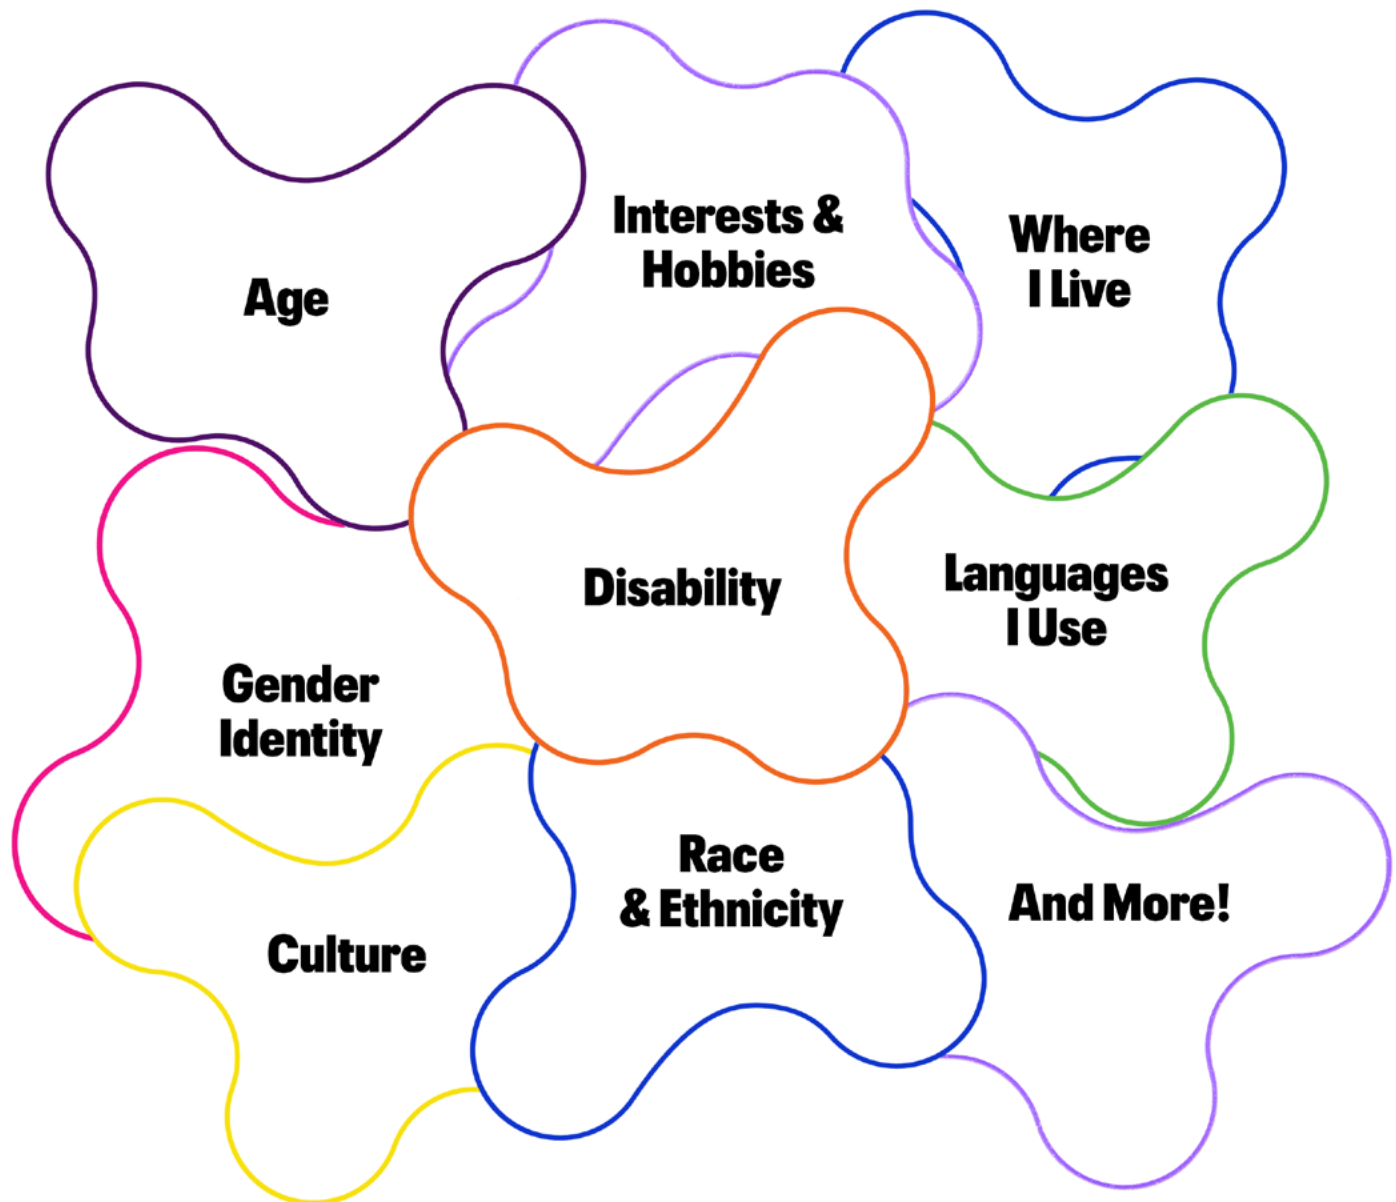 Age
Interests &
Hobbies
Where
I Live
Disability
Languages
I Use
Gender
Identity
Culture
Race
& Ethnicity
And More!